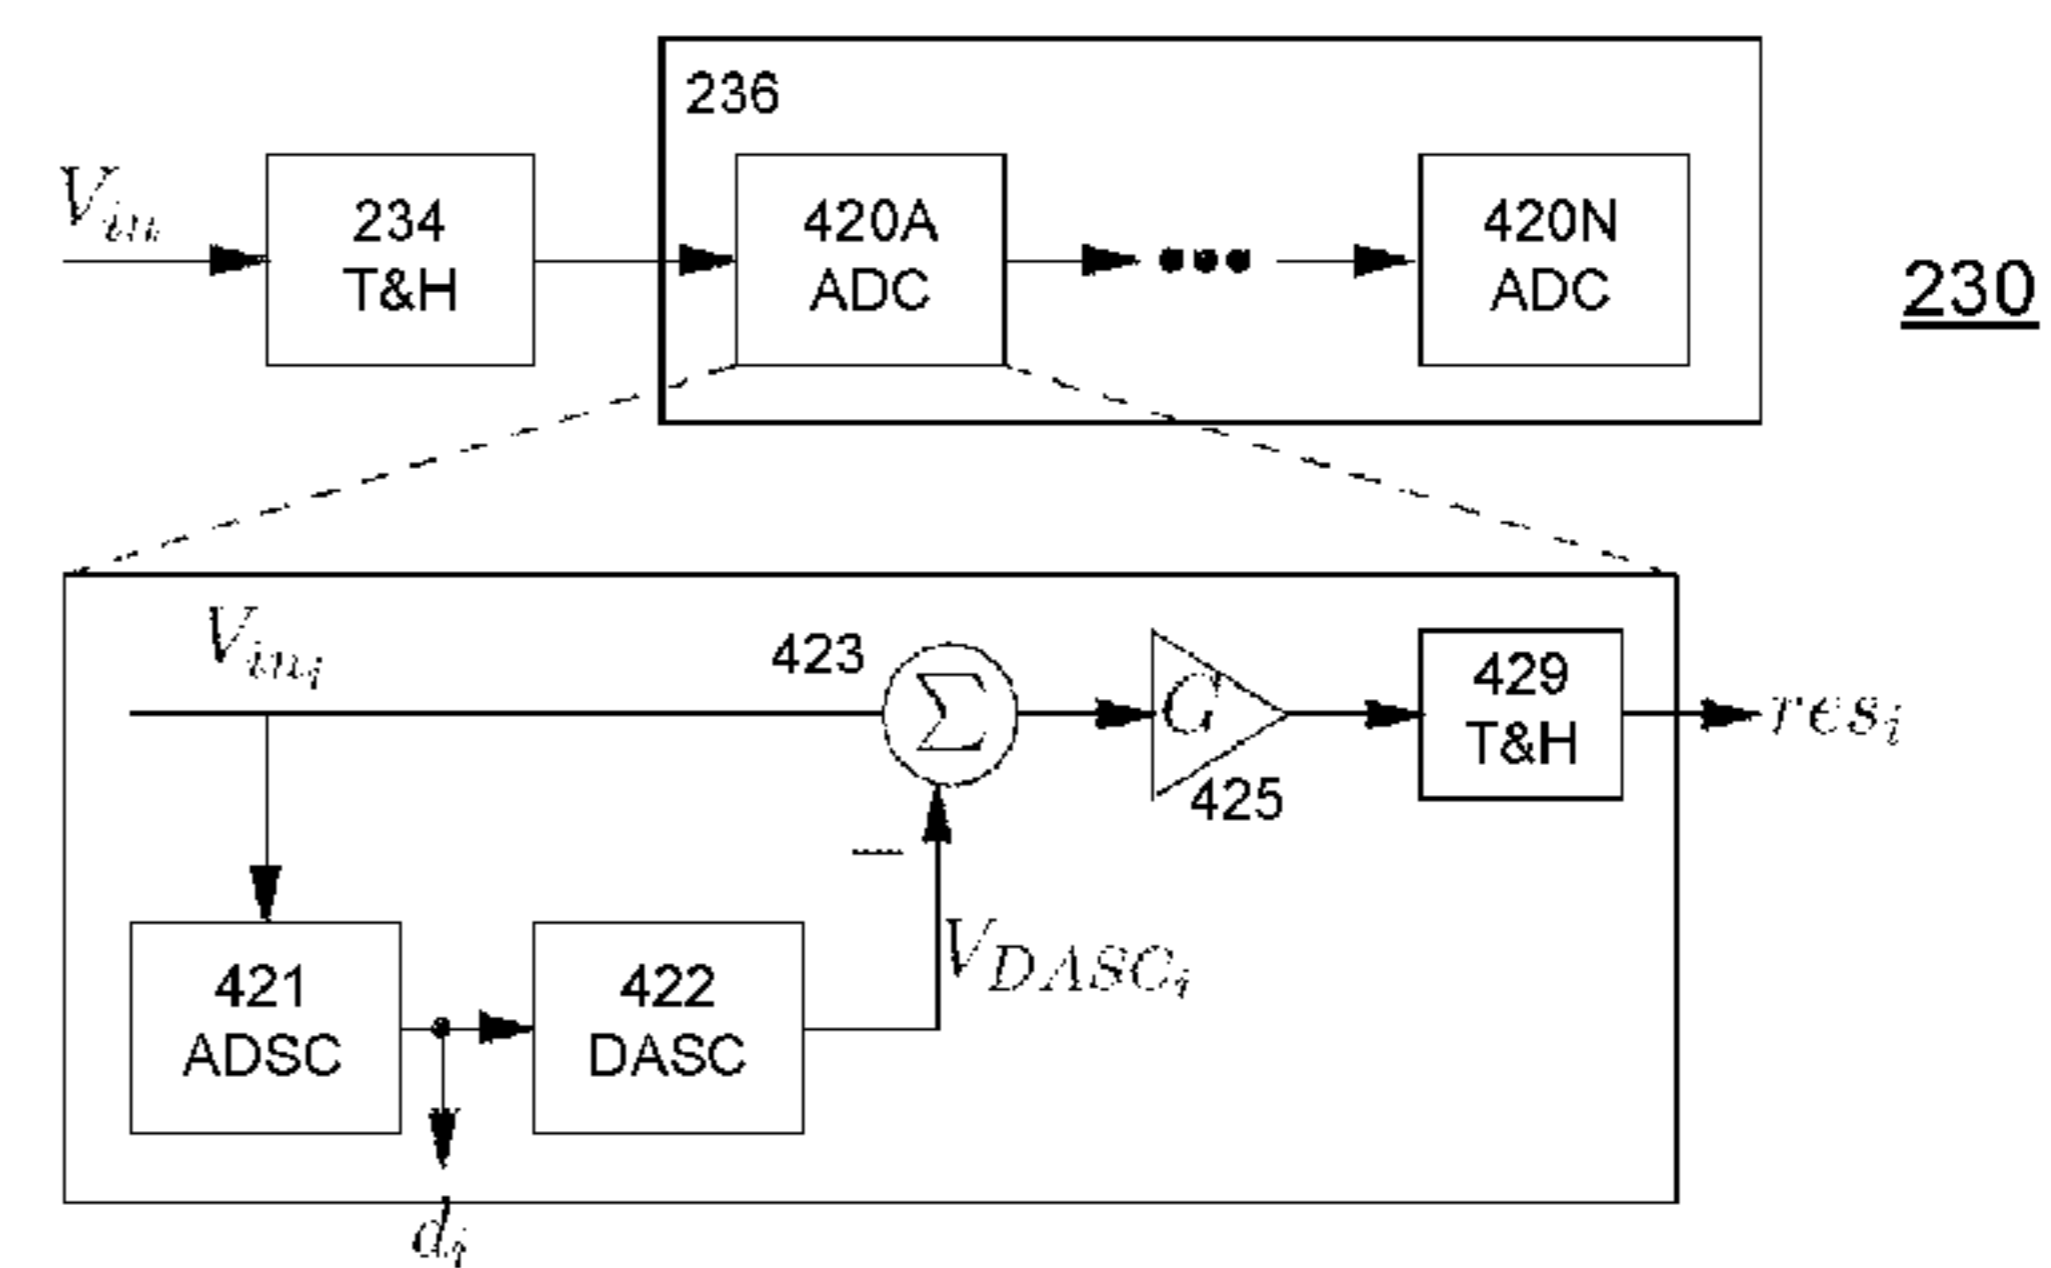 236
V_in
234
T&H
420A
ADC
420N
ADC
230
V_in_i
423
Σ
G
425
429
T&H
res_i
421
ADSC
422
DASC
V_DASC_i
d_i